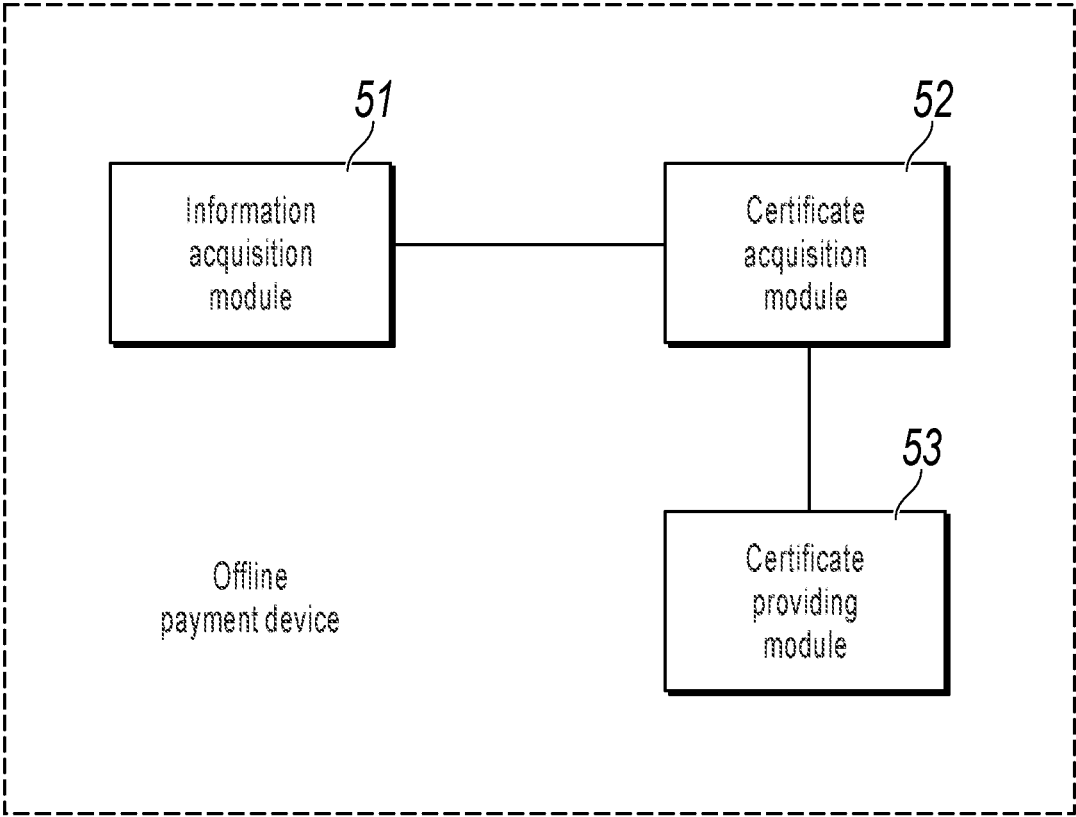 51
Information
acquisition
module
52
Certificate
acquisition
module
53
Certificate
providing
module
Offline
payment device